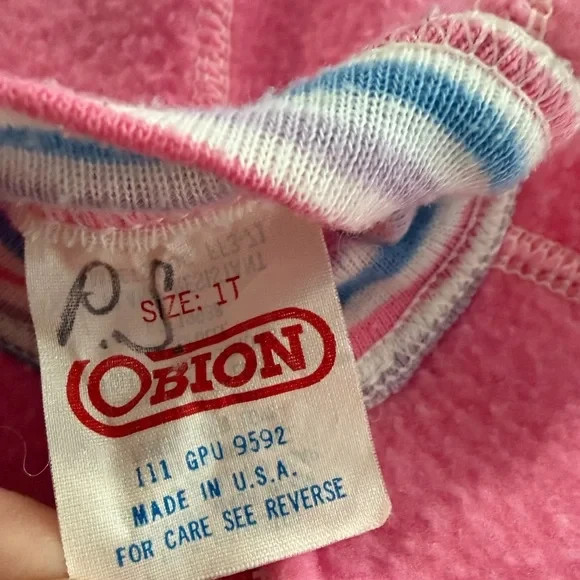 P.S.
SIZE: 1T
OBION
111 GPU 9592
MADE IN U.S.A.
FOR CARE SEE REVERSE